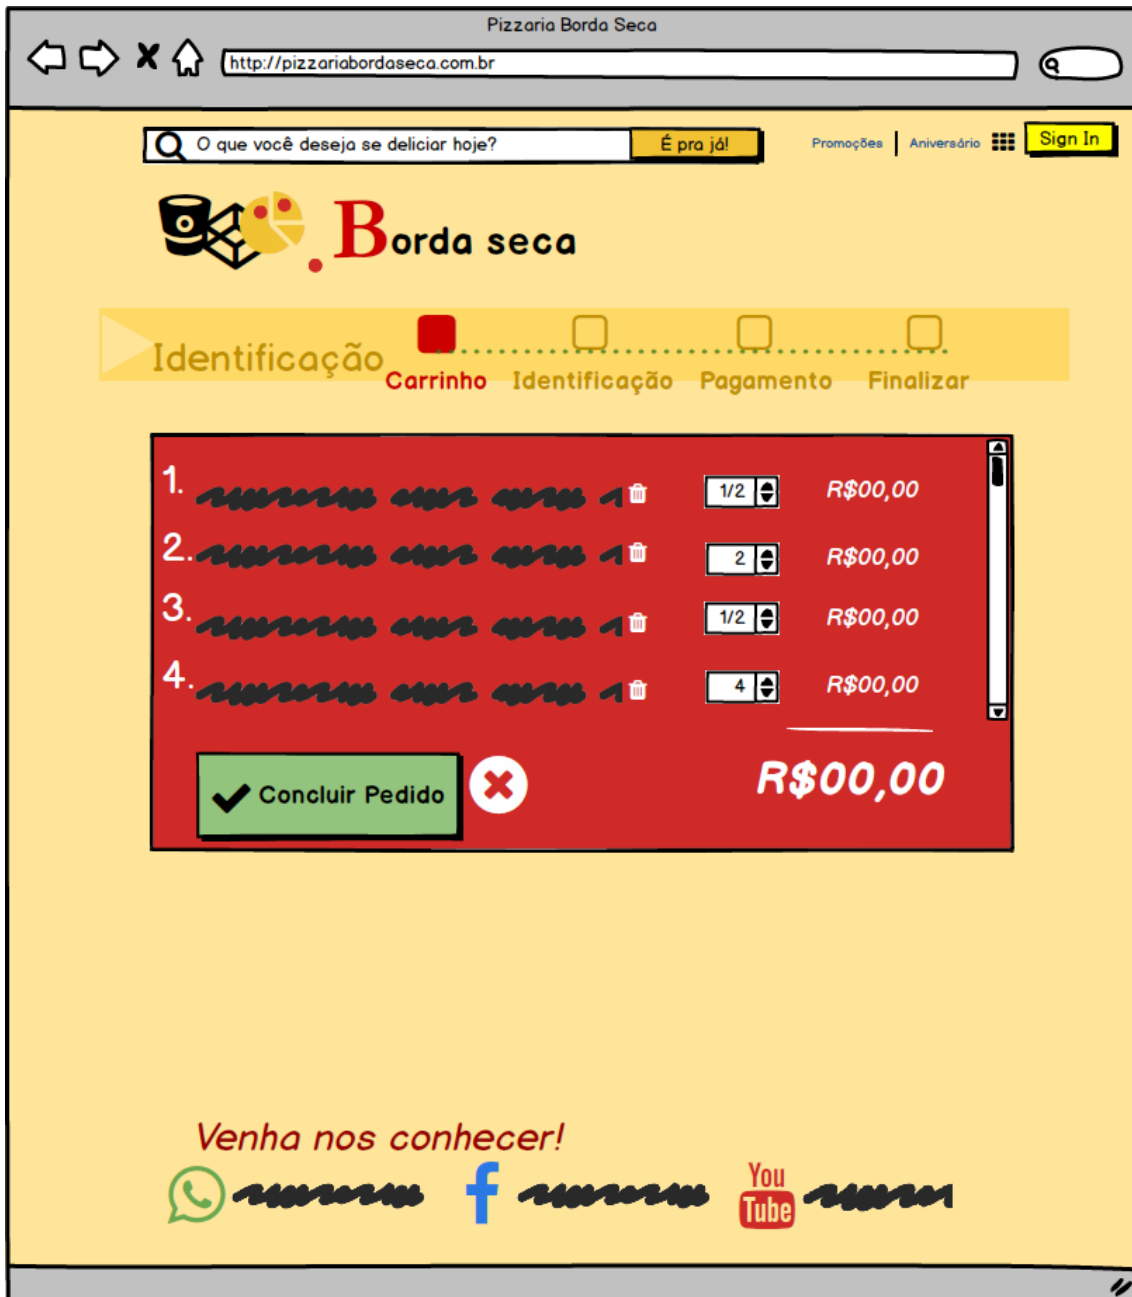 Pizzaria Borda Seca
http://pizzariabordaseca.com.br
O que você deseja se deliciar hoje? É pra já! Promoções Aniversário Sign In
Borda seca
Identificação
Carrinho Identificação Pagamento Finalizar
1. 1/2 R$00,00
2. 2 R$00,00
3. 1/2 R$00,00
4. 4 R$00,00
Concluir Pedido R$00,00
Venha nos conhecer!
You
Tube